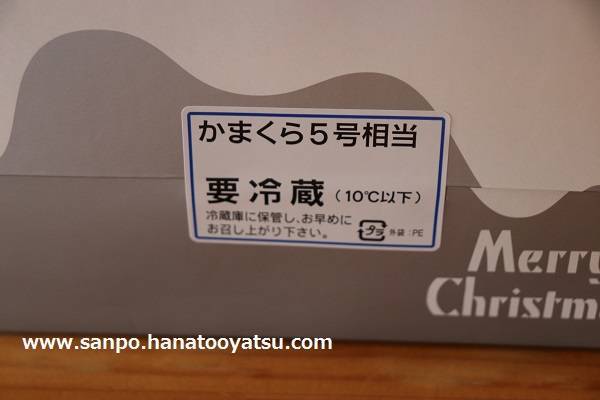 かまくら５号相当
要冷蔵（10℃以下）
冷蔵庫に保管し､お早めに
お召し上がり下さい。
プラ 外袋：PE
Merry
Christma
www.sanpo.hanatooyatsu.com